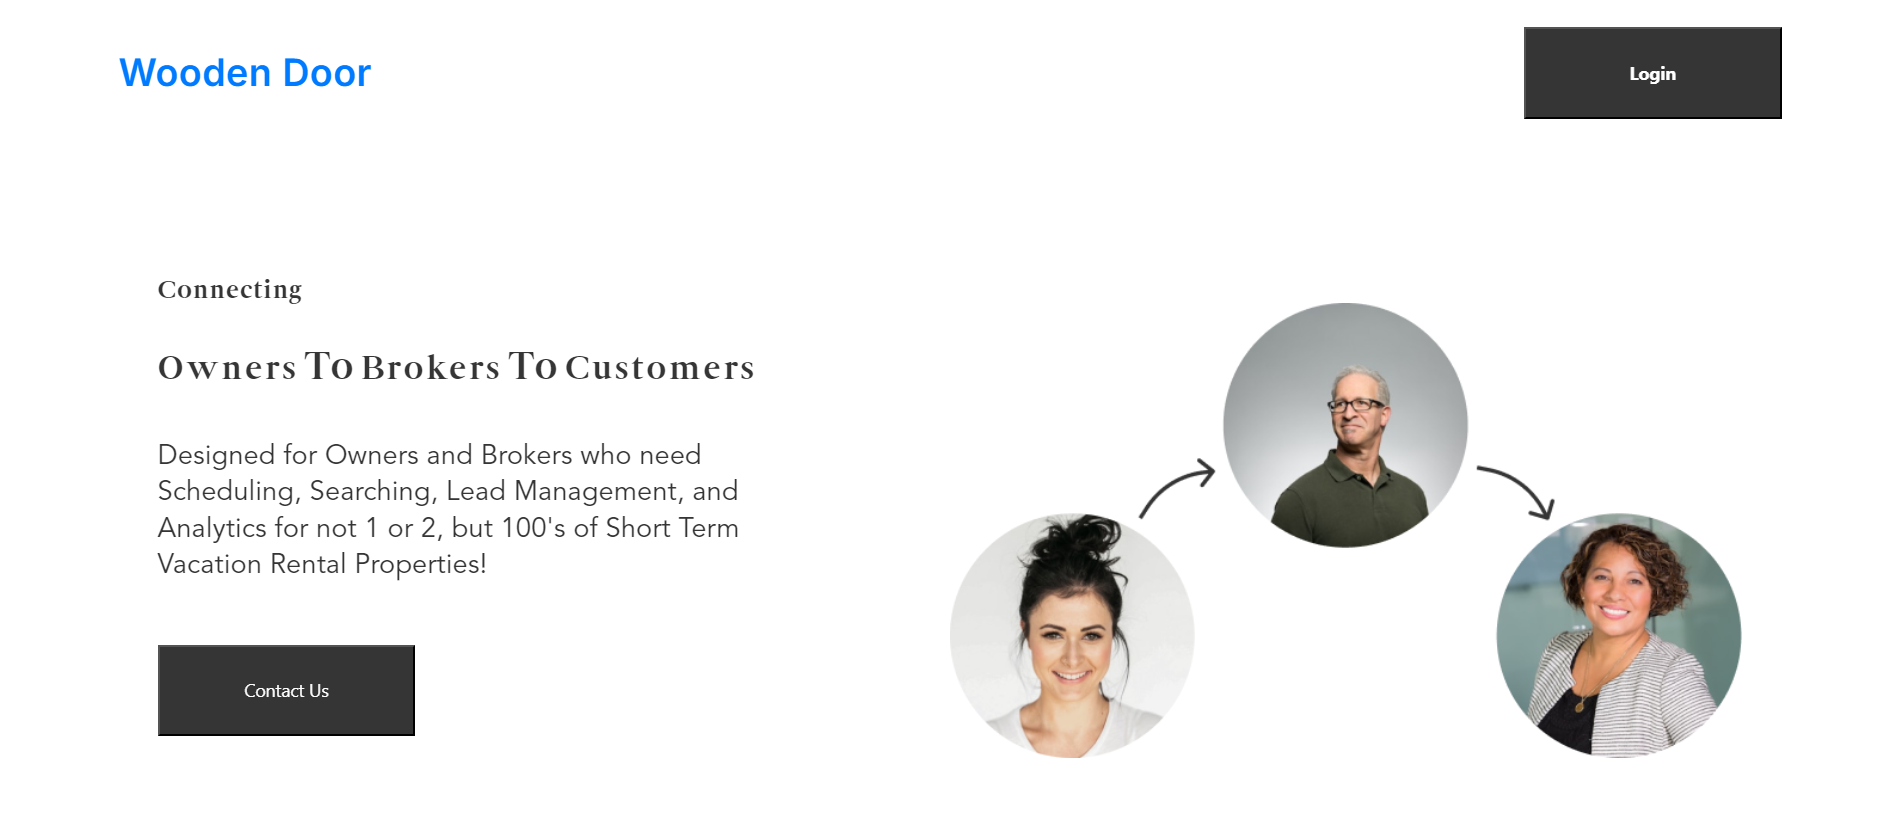 Wooden Door
Login
Connecting
Owners To Brokers To Customers
Designed for Owners and Brokers who need
Scheduling, Searching, Lead Management, and
Analytics for not 1 or 2, but 100's of Short Term
Vacation Rental Properties!
Contact Us